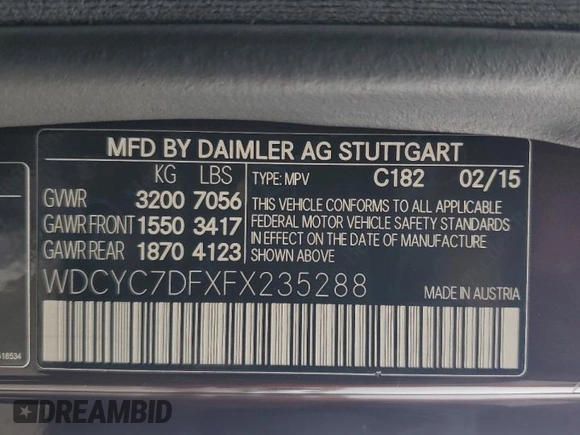 MFD BY DAIMLER AG STUTTGART
KG LBS
GVWR 3200 7056
GAWR FRONT 1550 3417
GAWR REAR 1870 4123
TYPE: MPV C182 02/15
THIS VEHICLE CONFORMS TO ALL APPLICABLE
FEDERAL MOTOR VEHICLE SAFETY STANDARDS
IN EFFECT ON THE DATE OF MANUFACTURE
SHOWN ABOVE
WDCYC7DFXFX235288
MADE IN AUSTRIA
18534
DREAMBID